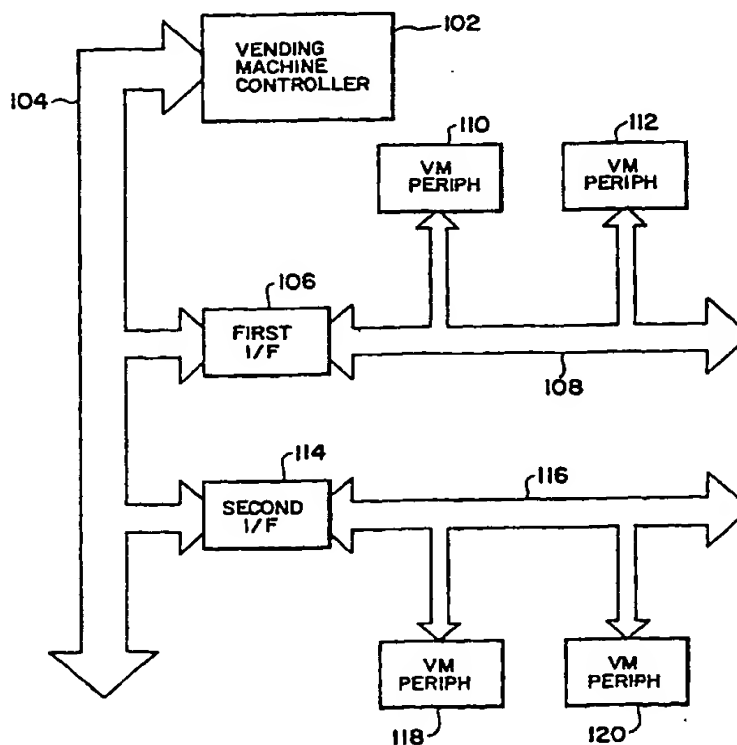 VENDING
MACHINE
CONTROLLER
102
104
110
VM
PERIPH
112
VM
PERIPH
106
FIRST
I/F
108
114
SECOND
I/F
116
VM
PERIPH
118
VM
PERIPH
120